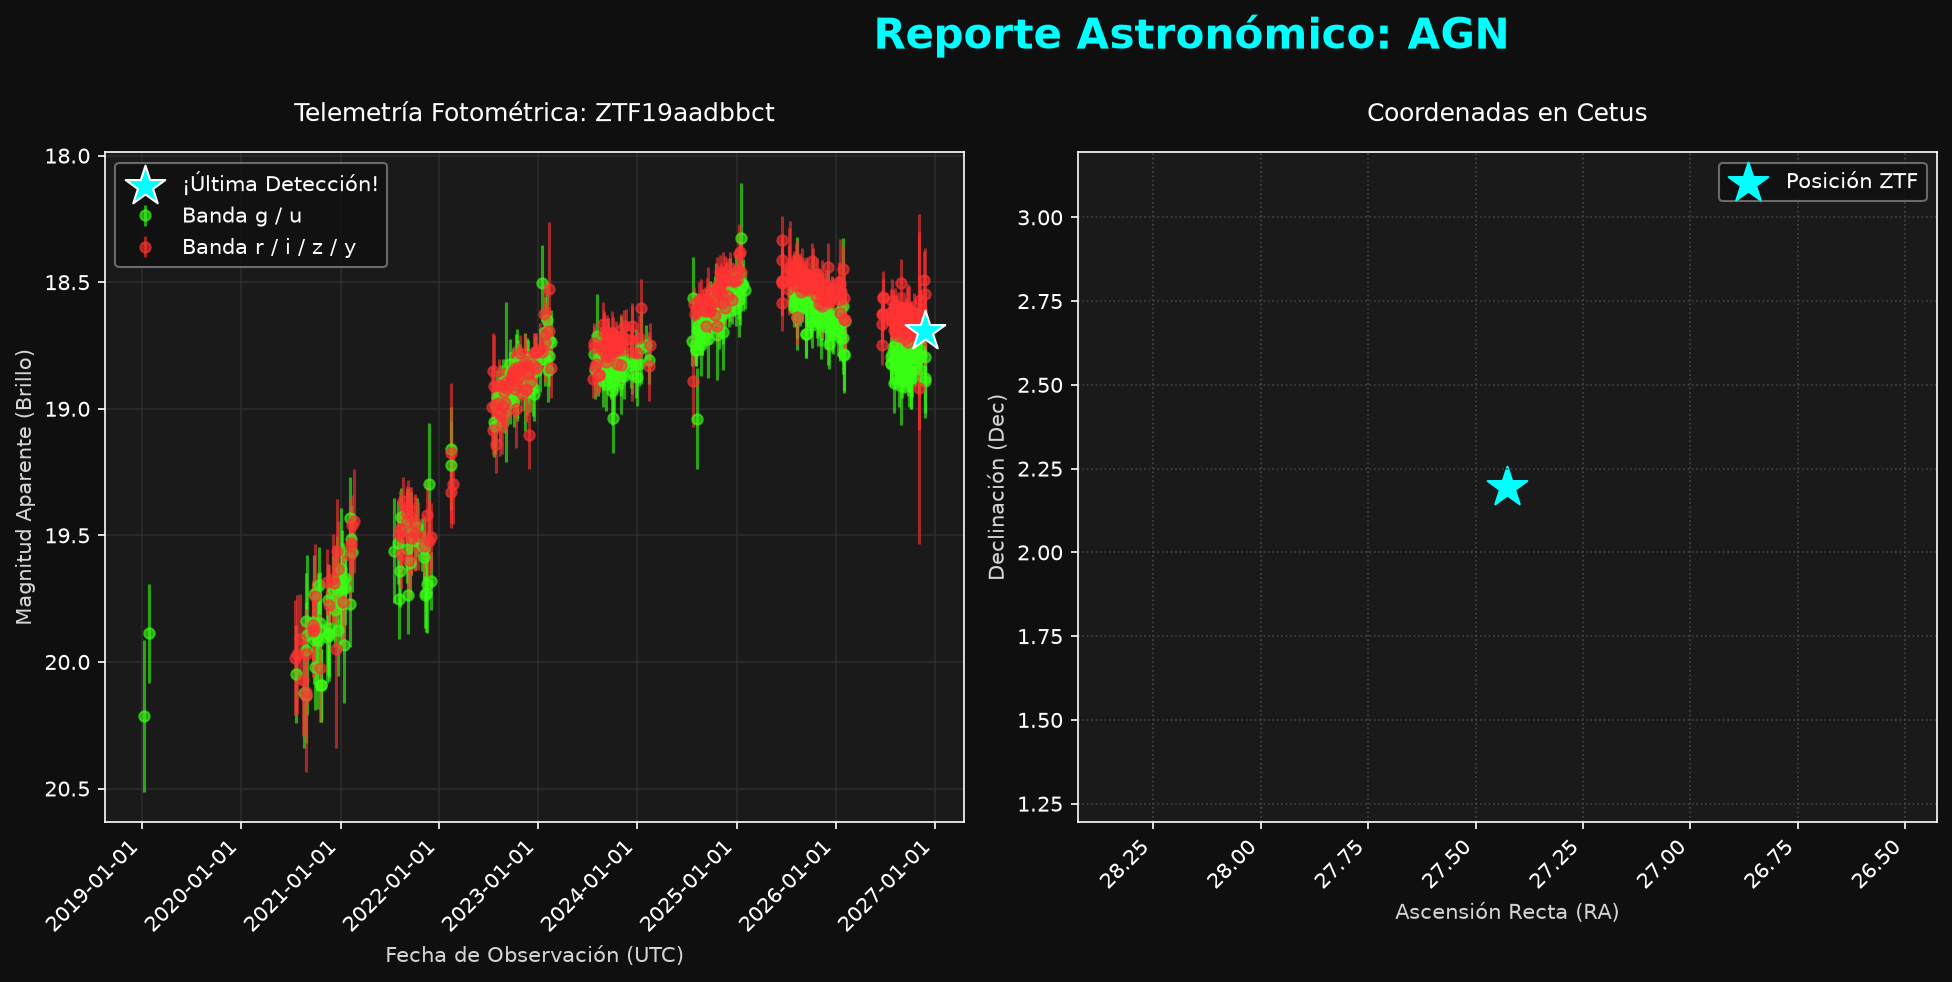 Reporte Astronómico: AGN
Telemetría Fotométrica: ZTF19aadbbct
¡Última Detección!
Banda g / u
Banda r / i / z / y
Magnitud Aparente (Brillo)
18.0
18.5
19.0
19.5
20.0
20.5
2019-01-01
2020-01-01
2021-01-01
2022-01-01
2023-01-01
2024-01-01
2025-01-01
2026-01-01
2027-01-01
Fecha de Observación (UTC)
Coordenadas en Cetus
Posición ZTF
Declinación (Dec)
3.00
2.75
2.50
2.25
2.00
1.75
1.50
1.25
28.25
28.00
27.75
27.50
27.25
27.00
26.75
26.50
Ascensión Recta (RA)